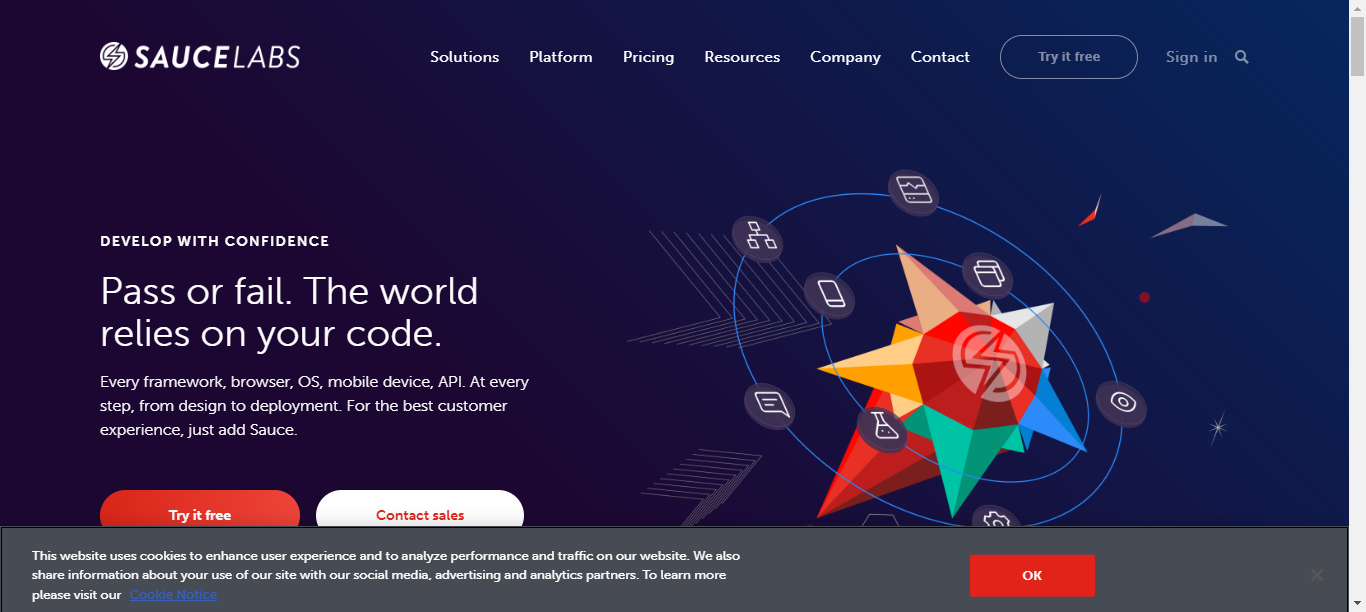 SAUCELABS
Solutions
Platform
Pricing
Resources
Company
Contact
Try it free
Sign in
DEVELOP WITH CONFIDENCE
Pass or fail. The world
relies on your code.
Every framework, browser, OS, mobile device, API. At every
step, from design to deployment. For the best customer
experience, just add Sauce.
Try it free
Contact sales
This website uses cookies to enhance user experience and to analyze performance and traffic on our website. We also
share information about your use of our site with our social media, advertising and analytics partners. To learn more
please visit our Cookie Notice
OK